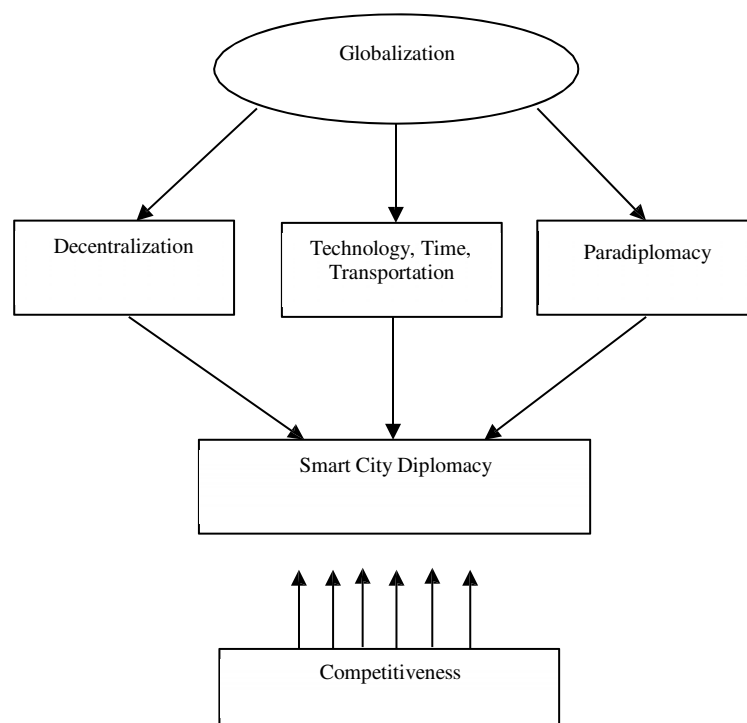 Globalization
Decentralization
Technology, Time,
Transportation
Paradiplomacy
Smart City Diplomacy
Competitiveness